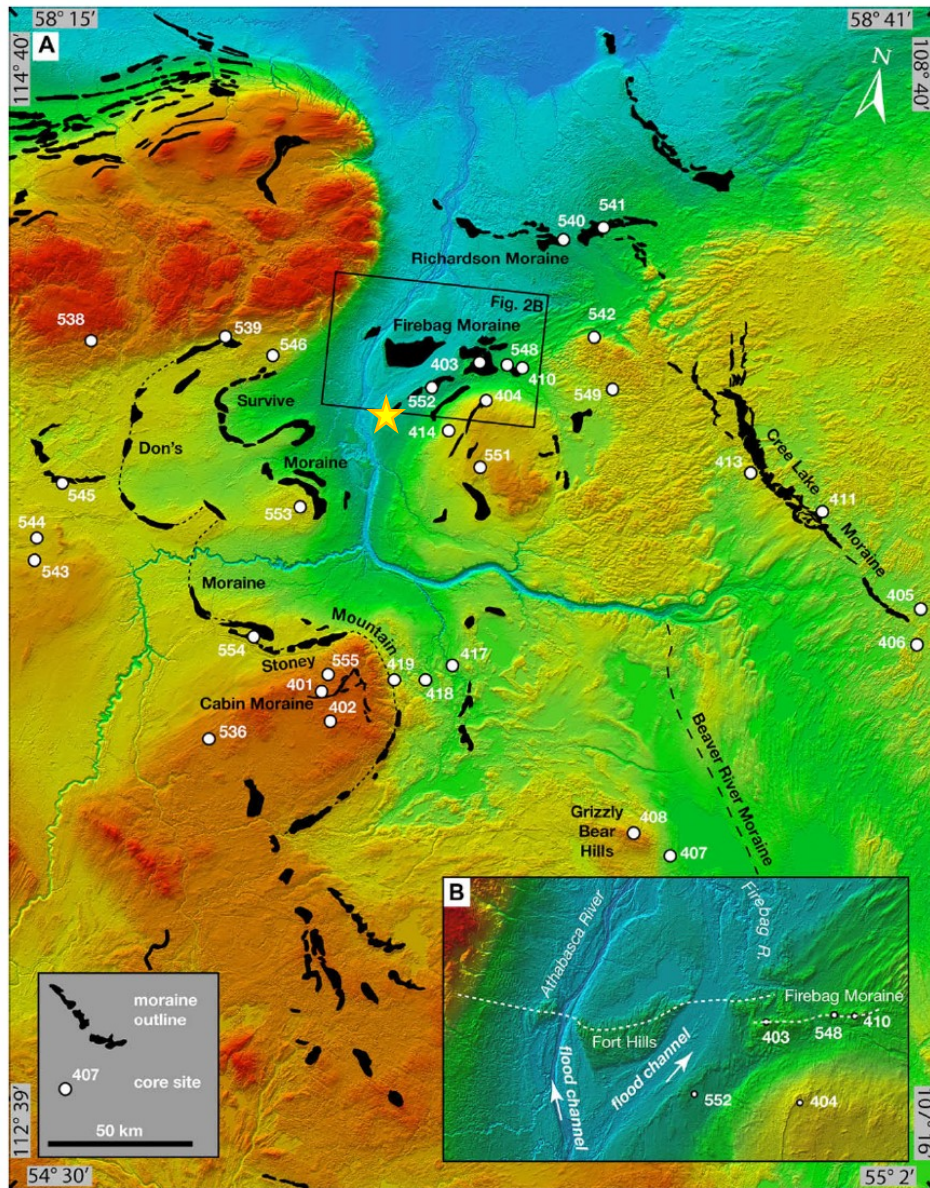 58° 15′
58° 41′
114° 40′
108° 40′
A
N
541
540
Richardson Moraine
Fig. 2B
538
539
546
542
Firebag Moraine
548
403
410
552
404
549
Survive
414
Don's
Cree Lake
413
551
Moraine
545
411
553
544
543
Moraine
Moraine
405
Mountain
406
554
417
Stoney
555
419
401
418
Cabin Moraine
402
536
Beaver River Moraine
Grizzly
Bear
Hills
408
407
B
Athabasca River
Firebag R.
Firebag Moraine
Fort Hills
403
548
410
flood channel
flood channel
552
404
moraine
outline
407
core site
50 km
112° 39′
107° 16′
54° 30′
55° 2′